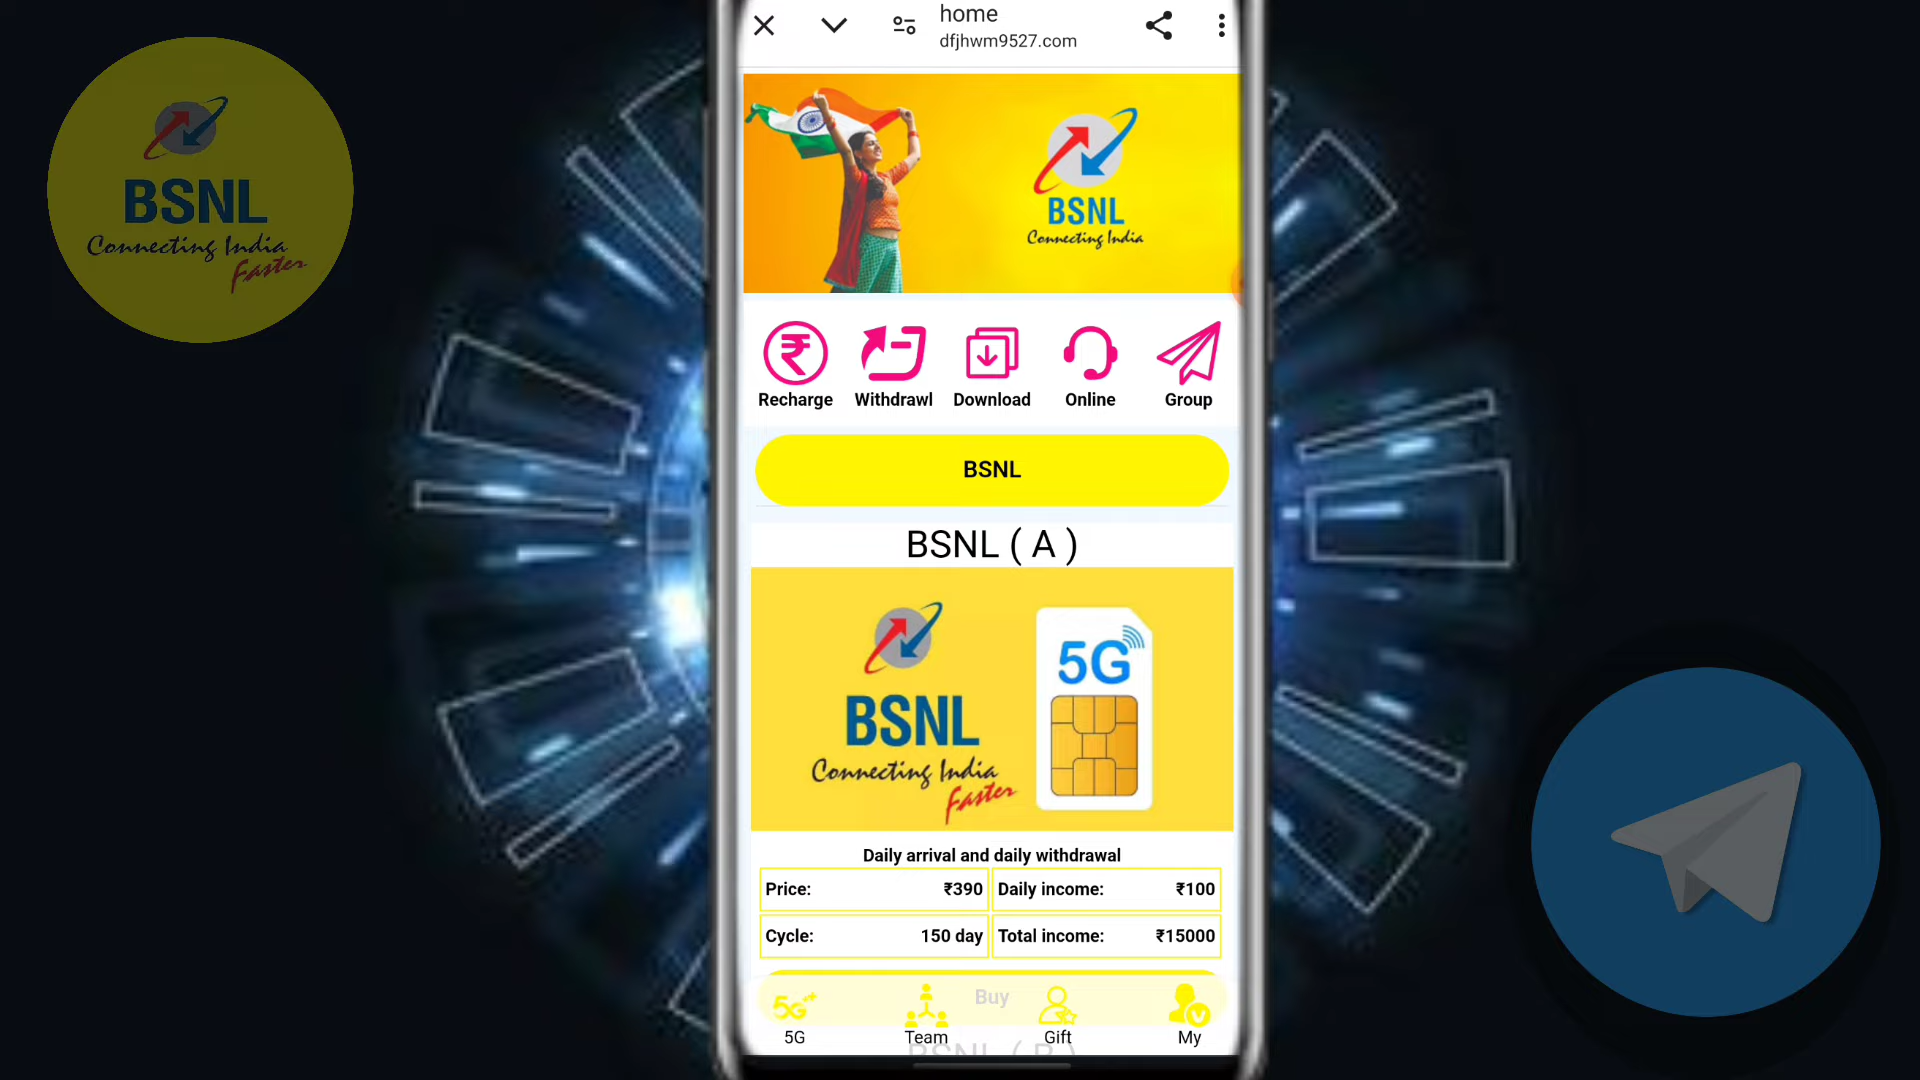 home
dfjhwm9527.com
BSNL
Connecting India
Faster
BSNL
Connecting India
Recharge Withdrawl Download Online Group
BSNL
BSNL ( A )
5G
BSNL
Connecting India
Faster
Daily arrival and daily withdrawal
Price: ₹390 Daily income: ₹100
Cycle: 150 day Total income: ₹15000
Buy
5G
5G Team Gift My
BSNL ( B )